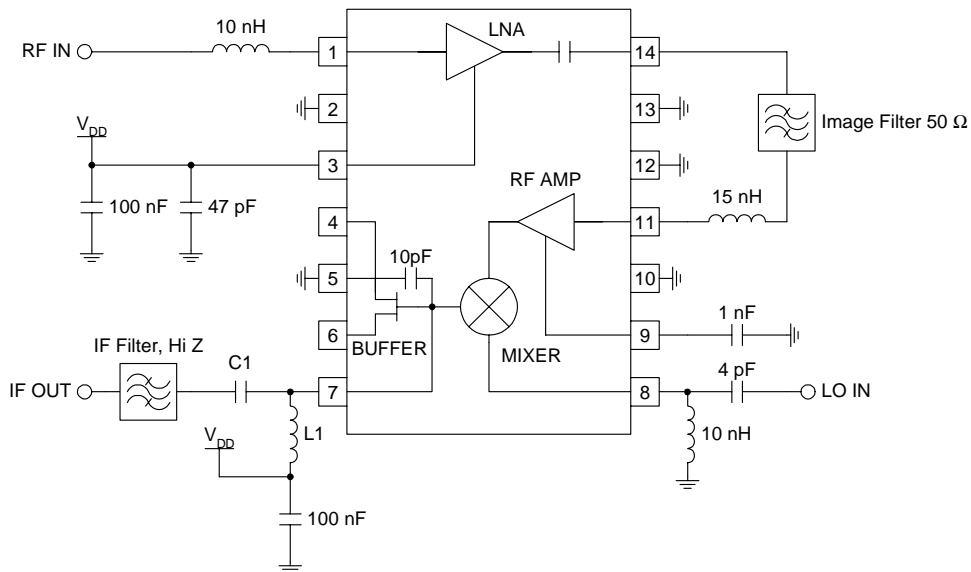 10 nH
LNA
RF IN
1
14
2
13
V_DD
Image Filter 50 Ω
3
12
RF AMP
15 nH
100 nF
47 pF
4
11
10pF
5
10
1 nF
6
9
IF Filter, Hi Z
BUFFER
MIXER
C1
4 pF
IF OUT
7
8
LO IN
V_DD
L1
10 nH
100 nF